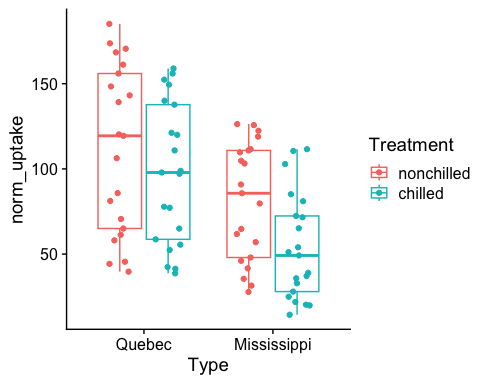 norm_uptake
150
100
50
Quebec
Mississippi
Type
Treatment
nonchilled
chilled